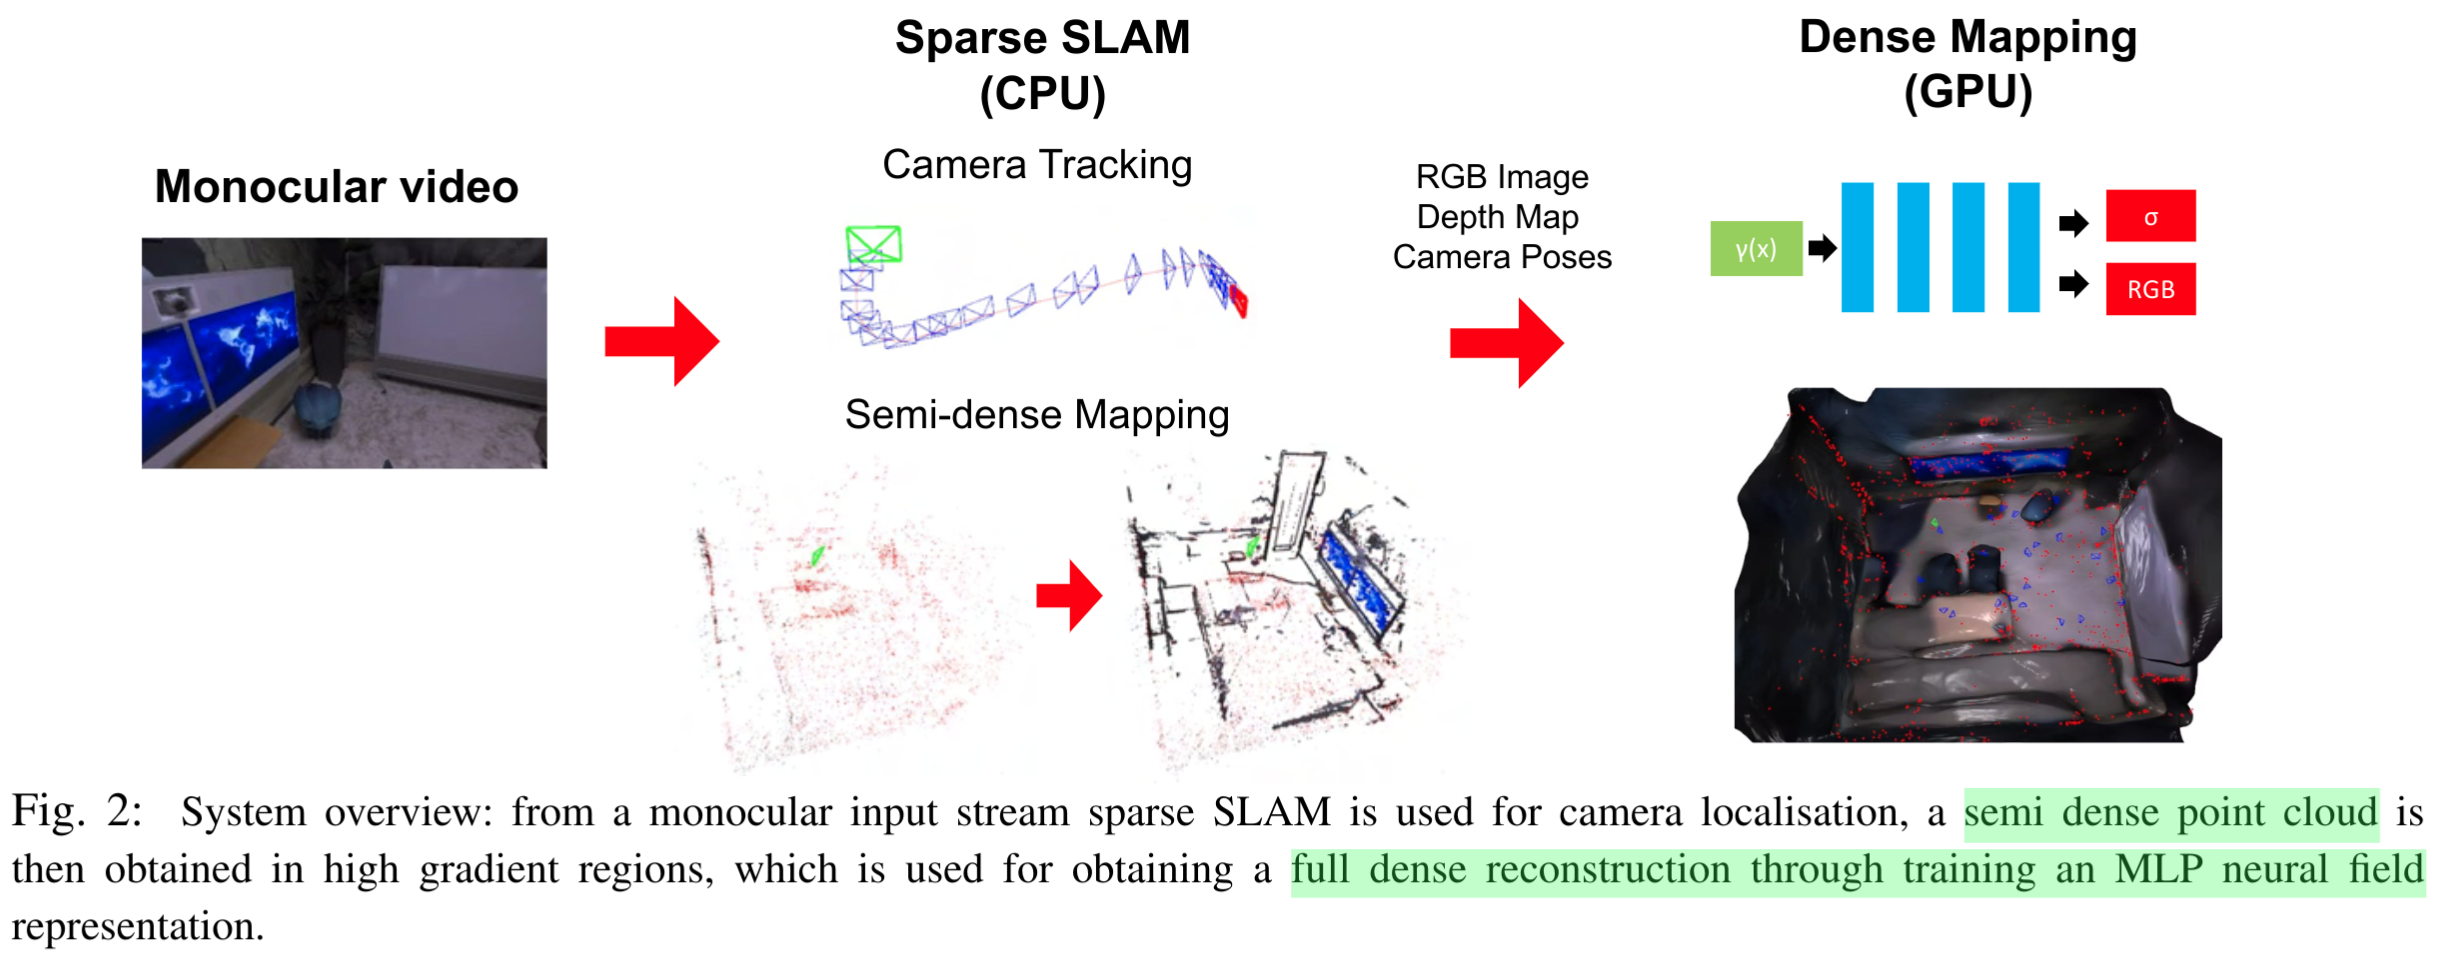 Monocular video
Sparse SLAM
(CPU)
Camera Tracking
Semi-dense Mapping
RGB Image
Depth Map
Camera Poses
Dense Mapping
(GPU)
γ(x)
σ
RGB
Fig. 2: System overview: from a monocular input stream sparse SLAM is used for camera localisation, a semi dense point cloud is
then obtained in high gradient regions, which is used for obtaining a full dense reconstruction through training an MLP neural field
representation.